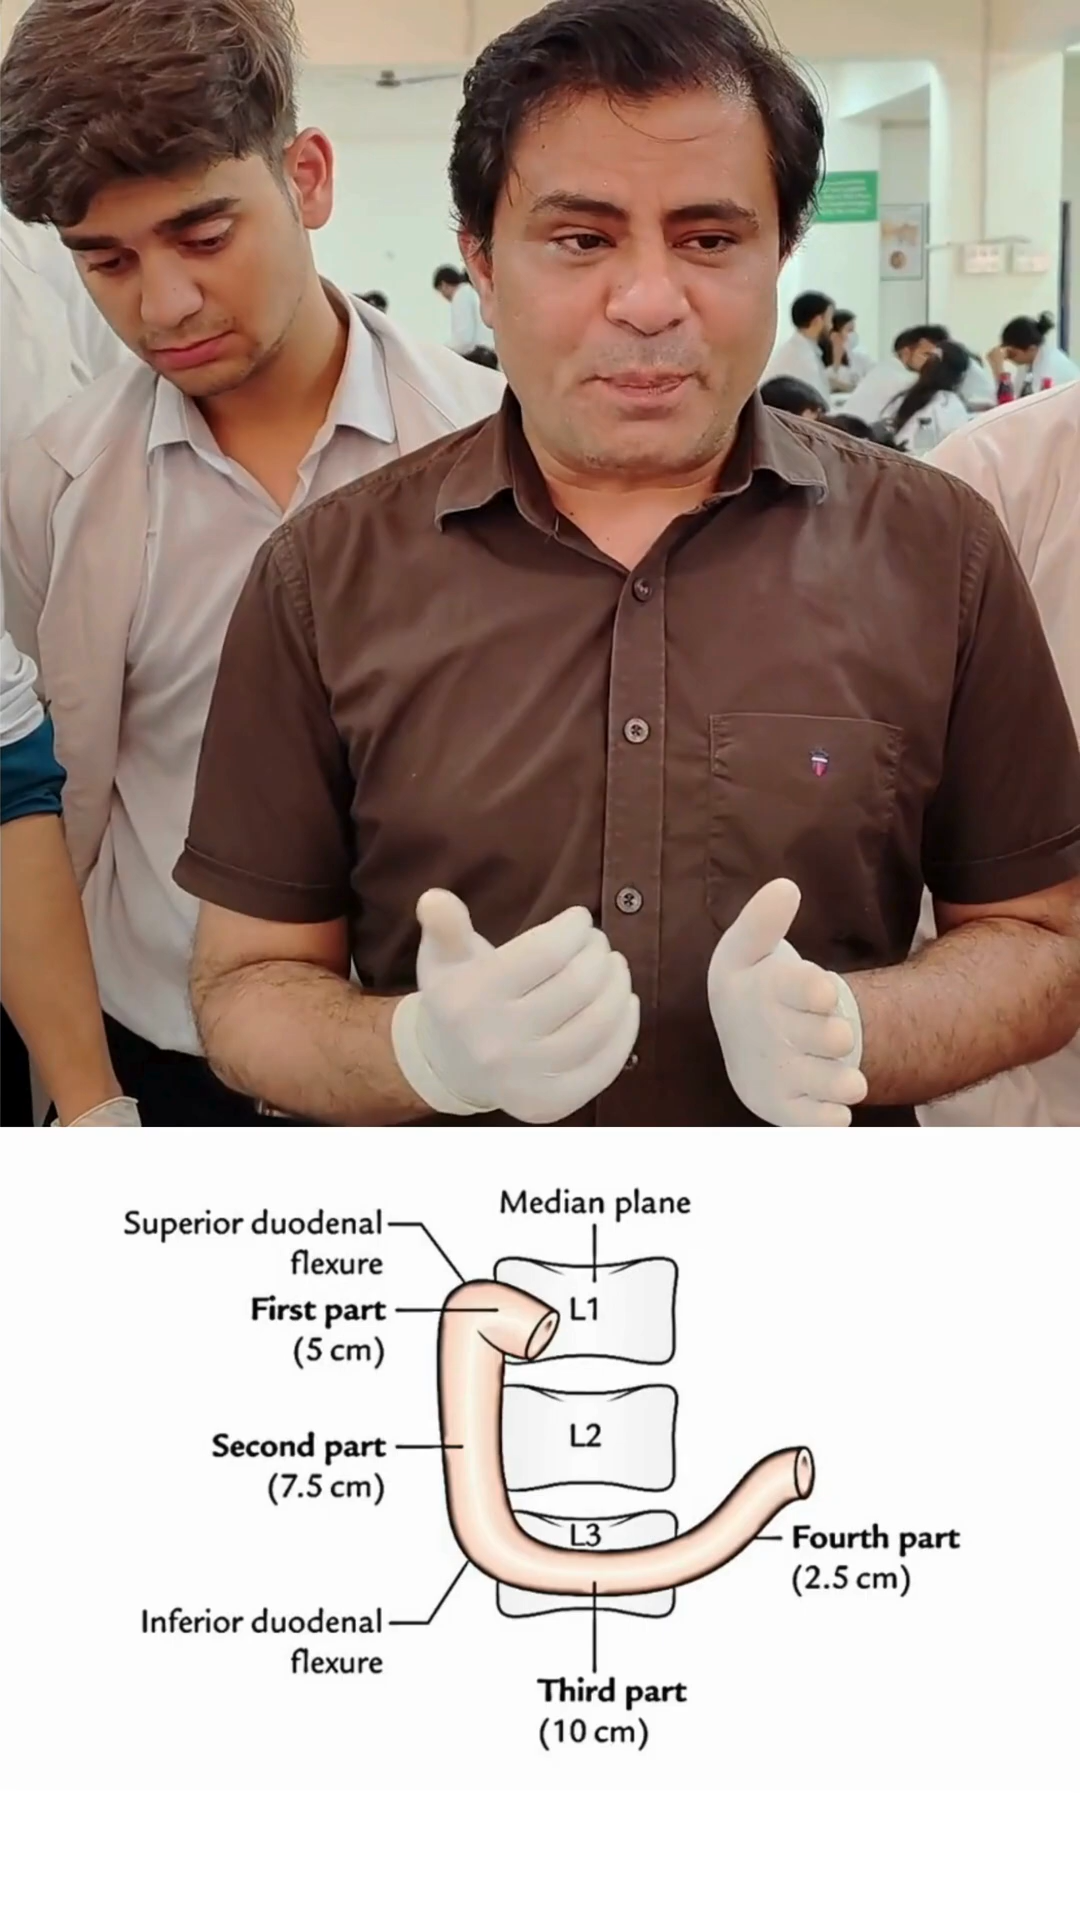 Median plane
Superior duodenal
flexure
First part
(5 cm)
L1
Second part
(7.5 cm)
L2
L3
Fourth part
(2.5 cm)
Inferior duodenal
flexure
Third part
(10 cm)